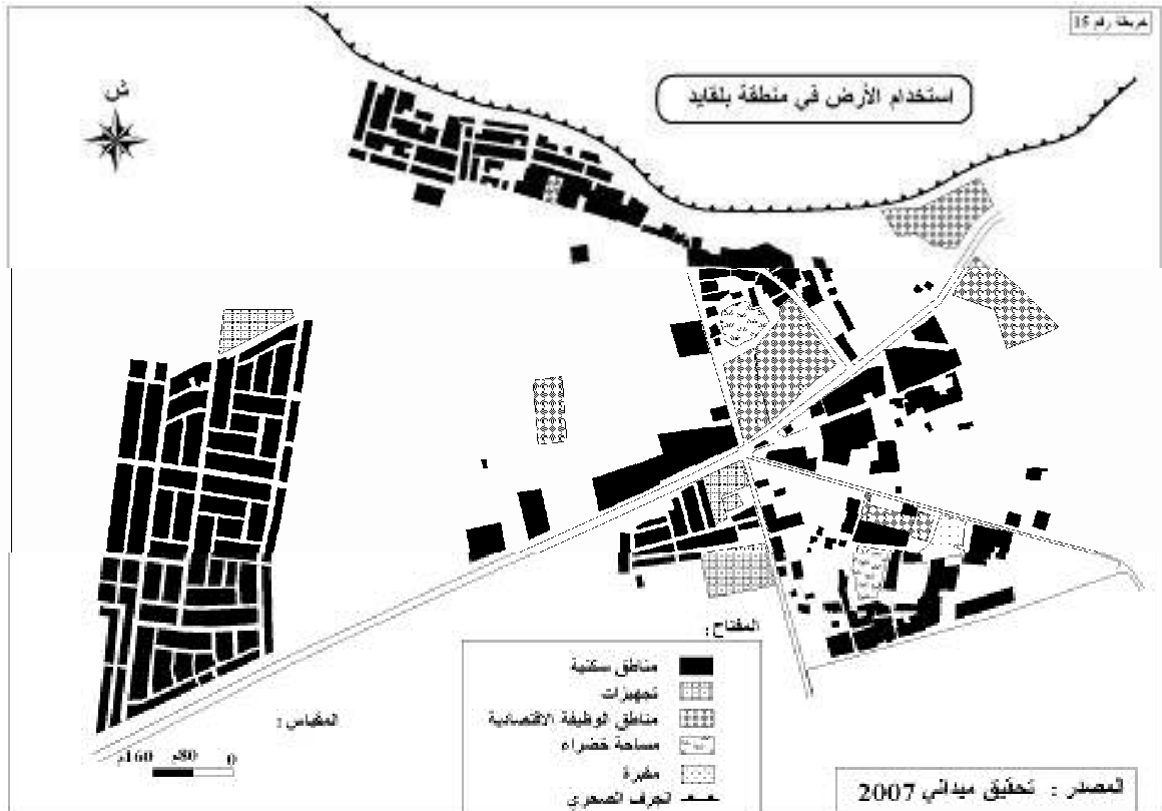 خريطة رقم 15
استخدام الأرض في منطقة بلقايد
ش
المفتاح :
مناطق سكنية
تجهيزات
مناطق الوظيفة الاقتصادية
مساحة خضراء
مقبرة
الجرف الصخري
المقياس :
160م 80م 0
المصدر : تحقيق ميداني 2007